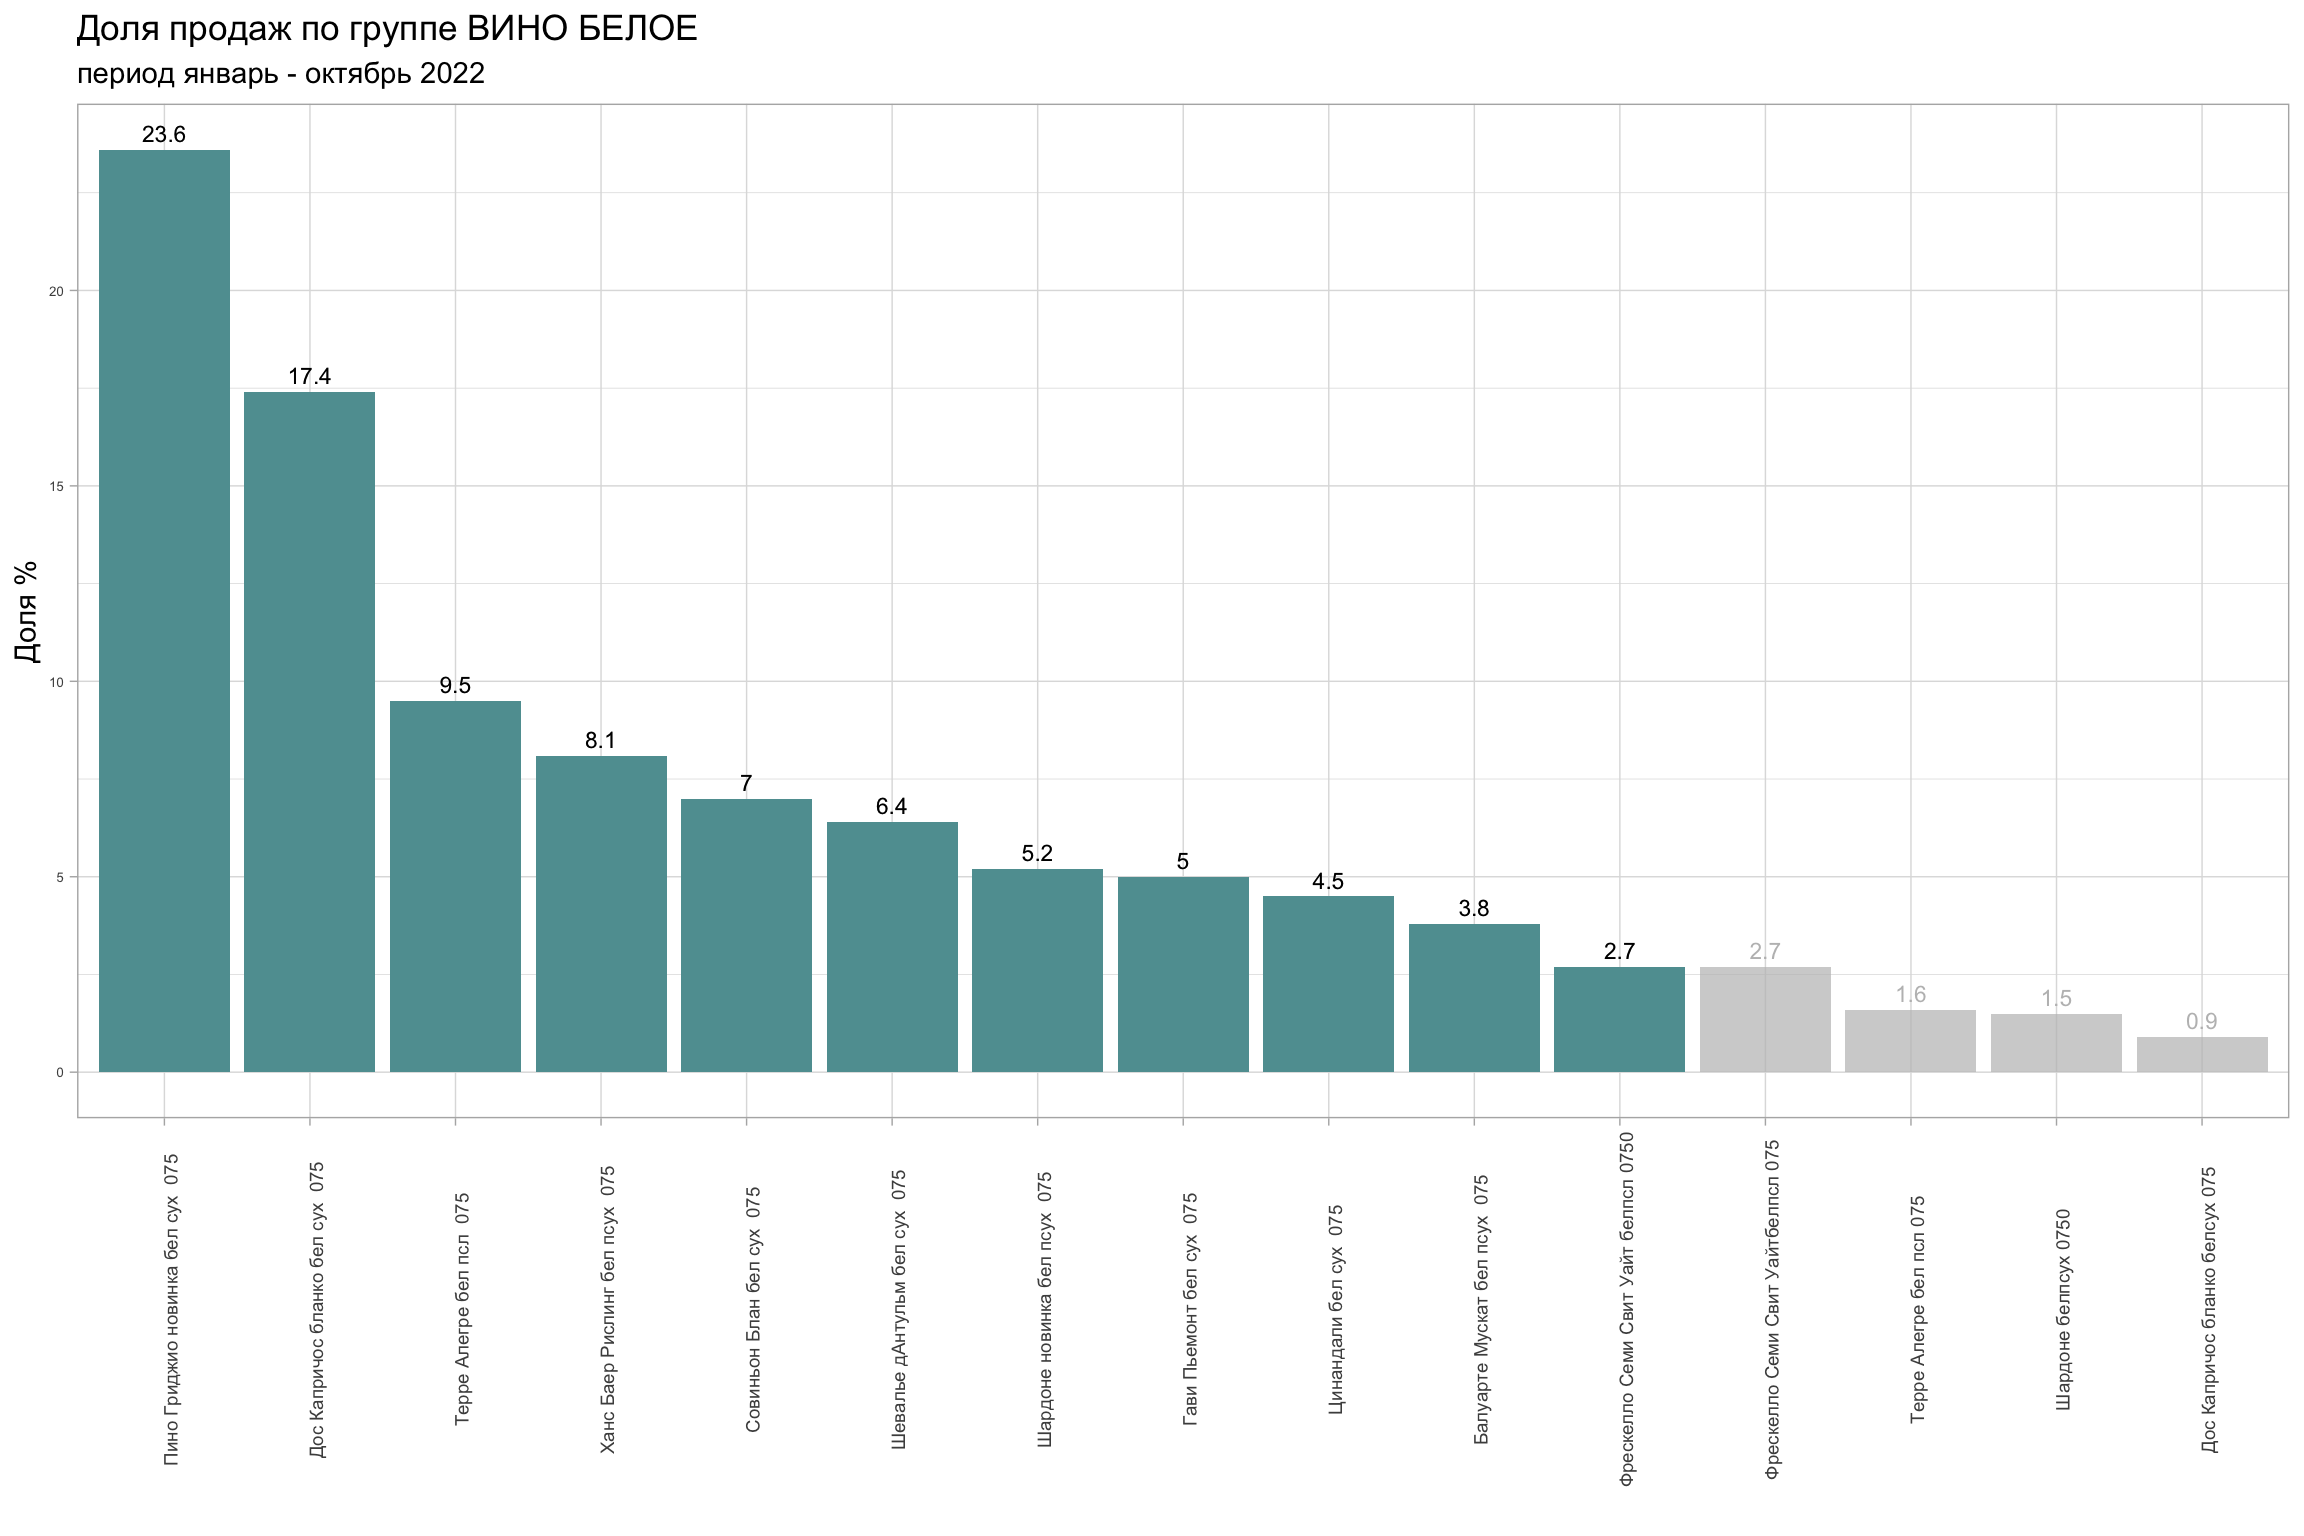 Доля продаж по группе ВИНО БЕЛОЕ
период январь - октябрь 2022
Доля %
20
15
10
5
0
23.6
17.4
9.5
8.1
7
6.4
5.2
5
4.5
3.8
2.7
2.7
1.6
1.5
0.9
Пино Гриджио новинка бел сух  075
Дос Капричос бланко бел сух  075
Терре Алегре бел псл  075
Ханс Баер Рислинг бел псух  075
Совиньон Блан бел сух  075
Шевалье дАнтульм бел сух  075
Шардоне новинка бел псух  075
Гави Пьемонт бел сух  075
Цинандали бел сух  075
Балуарте Мускат бел псух  075
Фрескелло Семи Свит Уайт белпсл  0750
Фрескелло Семи Свит Уайтбелпсл 075
Терре Алегре бел псл 075
Шардоне белпсух 0750
Дос Капричос бланко белсух 075